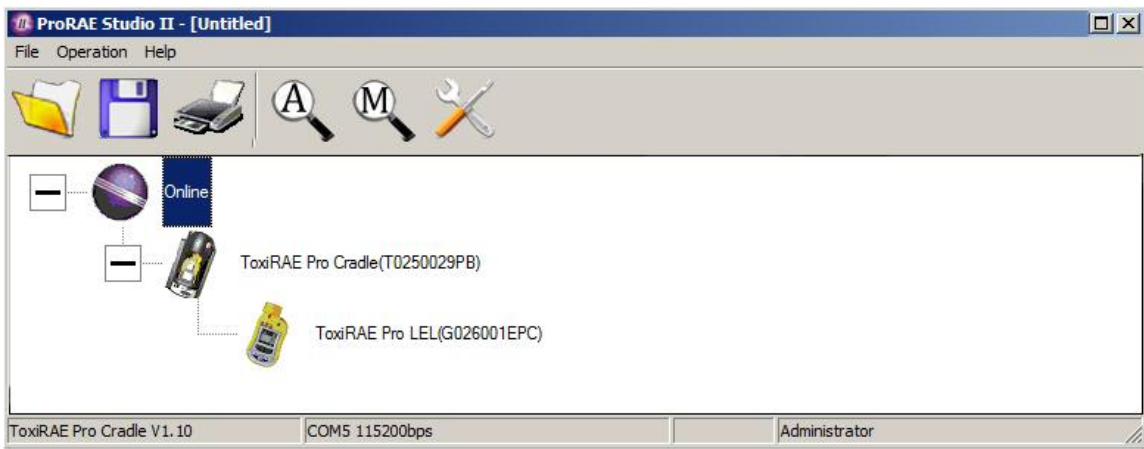 ProRAE Studio II - [Untitled]
File Operation Help
A M
Online
ToxiRAE Pro Cradle(T0250029PB)
ToxiRAE Pro LEL(G026001EPC)
ToxiRAE Pro Cradle V1.10 COM5 115200bps Administrator